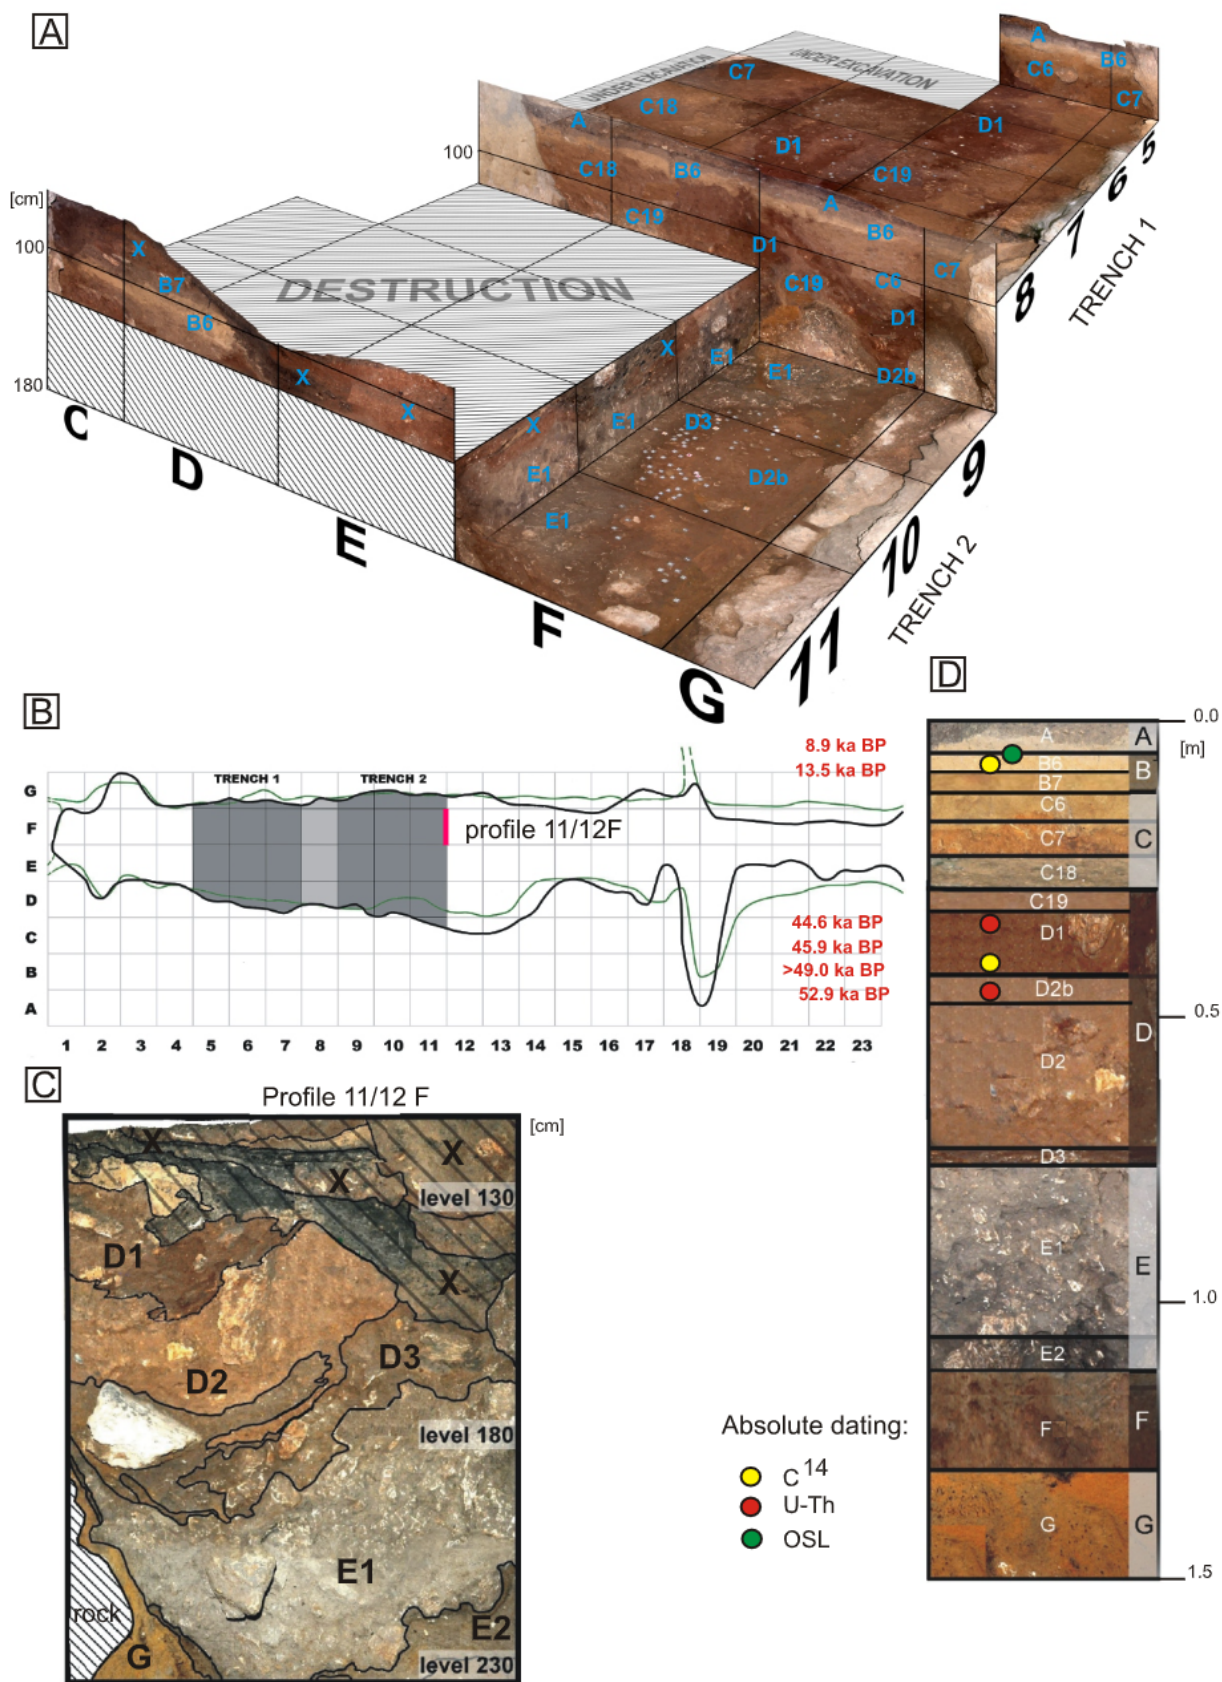 A
UNDER EXCAVATION
UNDER EXCAVATION
A
C6
B6
C7
C7
C18
D1
A
100
C18
B6
D1
C19
5
[cm]
C19
A
B6
6
100
X
D1
B7
DESTRUCTION
C19
C6
C7
7
TRENCH 1
B6
D1
8
180
X
X
E1
E1
D2b
C
X
X
E1
D3
9
D
E1
D2b
E
E1
10
TRENCH 2
F
11
G
B
8.9 ka BP
13.5 ka BP
TRENCH 1
TRENCH 2
G
F
profile 11/12F
E
D
C
B
A
44.6 ka BP
45.9 ka BP
>49.0 ka BP
52.9 ka BP
1 2 3 4 5 6 7 8 9 10 11 12 13 14 15 16 17 18 19 20 21 22 23
C
Profile 11/12 F
[cm]
X
X
X
level 130
D1
X
D3
D2
level 180
E1
rock
E2
G
level 230
Absolute dating:
C14
U-Th
OSL
D
0.0
[m]
A
A
B6
B
B7
C6
C7
C
C18
C19
D1
D2b
0.5
D
D2
D3
E1
E
1.0
E2
F
F
G
G
1.5